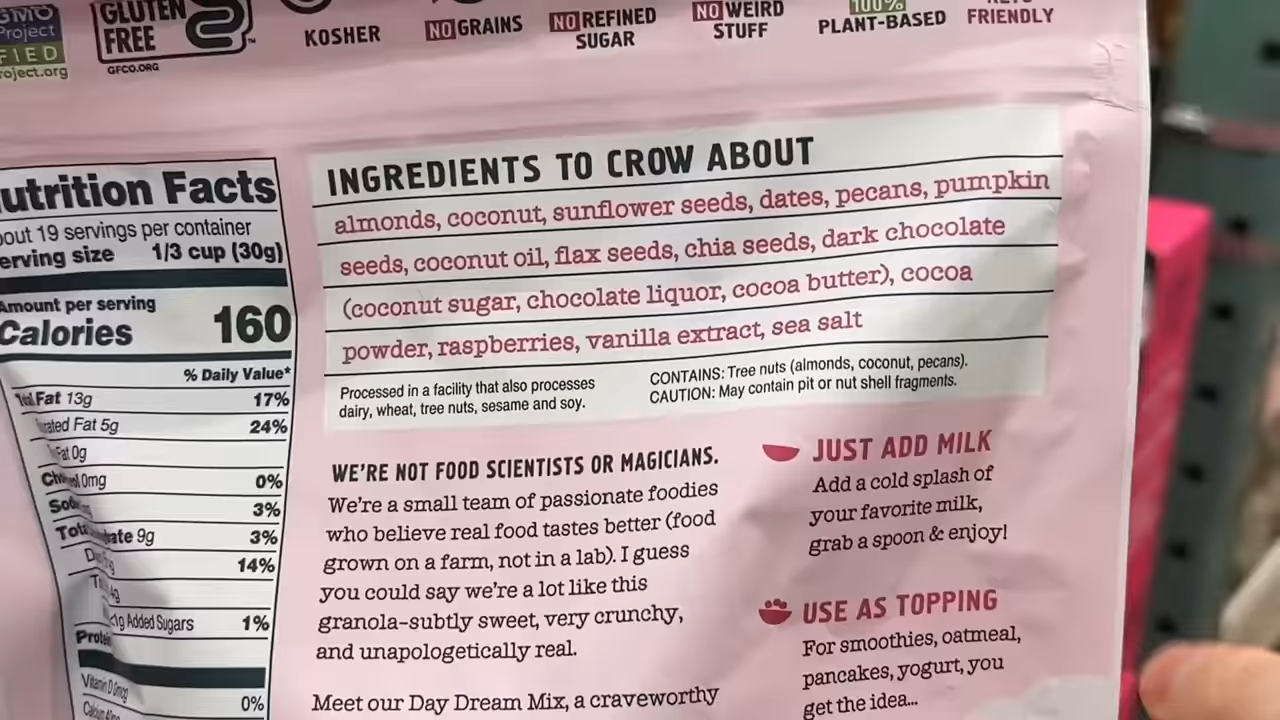 GMO
Project
FIED
roject.org
GLUTEN
FREE
GFCO.ORG
KOSHER
NO GRAINS
NO REFINED
SUGAR
NO WEIRD
STUFF
100%
PLANT-BASED
FRIENDLY
utrition Facts
out 19 servings per container
erving size 1/3 cup (30g)
Amount per serving
Calories 160
% Daily Value*
Fat 13g 17%
rated Fat 5g 24%
Fat 0g
0mg 0%
3%
rate 9g 3%
14%
<1g Added Sugars 1%
Protei
Vitamin D 0mcg 0%
INGREDIENTS TO CROW ABOUT
almonds, coconut, sunflower seeds, dates, pecans, pumpkin
seeds, coconut oil, flax seeds, chia seeds, dark chocolate
(coconut sugar, chocolate liquor, cocoa butter), cocoa
powder, raspberries, vanilla extract, sea salt
Processed in a facility that also processes
dairy, wheat, tree nuts, sesame and soy.
CONTAINS: Tree nuts (almonds, coconut, pecans).
CAUTION: May contain pit or nut shell fragments.
WE'RE NOT FOOD SCIENTISTS OR MAGICIANS.
We're a small team of passionate foodies
who believe real food tastes better (food
grown on a farm, not in a lab). I guess
you could say we're a lot like this
granola-subtly sweet, very crunchy,
and unapologetically real.
Meet our Day Dream Mix, a craveworthy
JUST ADD MILK
Add a cold splash of
your favorite milk,
grab a spoon & enjoy!
USE AS TOPPING
For smoothies, oatmeal,
pancakes, yogurt, you
get the idea...